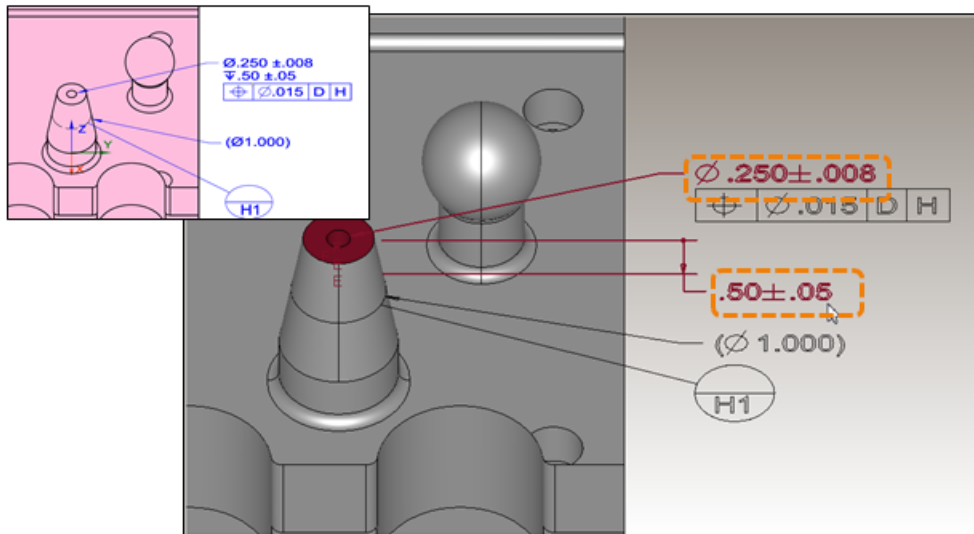 Ø.250 ±.008
↧.50 ±.05
⌖ Ø.015 D H
(Ø1.000)
Z
Y
X
H1
Ø .250±.008
⌖ Ø .015 D H
E
.50±.05
(Ø 1.000)
H1